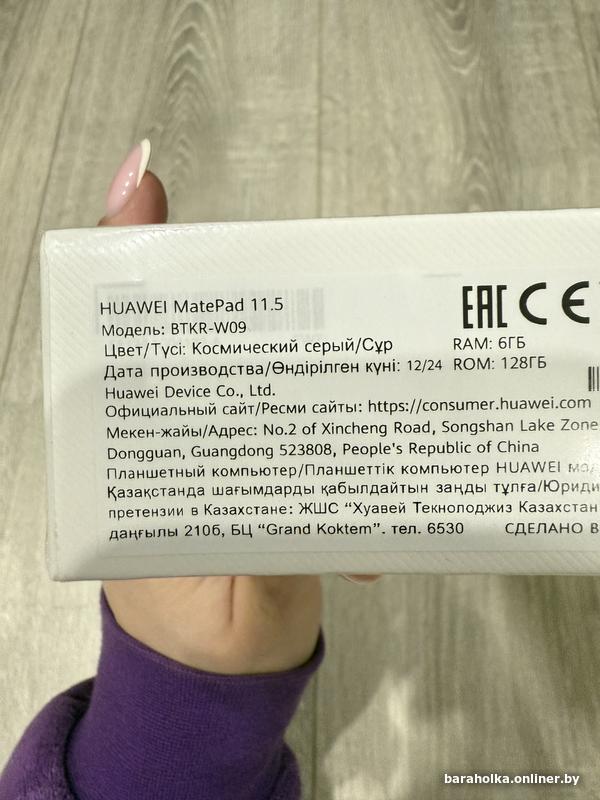 HUAWEI MatePad 11.5
EAC CE
Модель: BTKR-W09
Цвет/Түсі: Космический серый/Сұр
RAM: 6ГБ
Дата производства/Өндірілген күні: 12/24
ROM: 128ГБ
Huawei Device Co., Ltd.
Официальный сайт/Ресми сайты: https://consumer.huawei.com
Мекен-жайы/Адрес: No.2 of Xincheng Road, Songshan Lake Zone
Dongguan, Guangdong 523808, People's Republic of China
Планшетный компьютер/Планшеттік компьютер HUAWEI
Қазақстанда шағымдарды қабылдайтын заңды тұлға/Юриди
претензии в Казахстане: ЖШС “Хуавей Текнолоджиз Казахстан
даңғылы 210б, БЦ “Grand Koktem”. тел. 6530 СДЕЛАНО В
baraholka.onliner.by